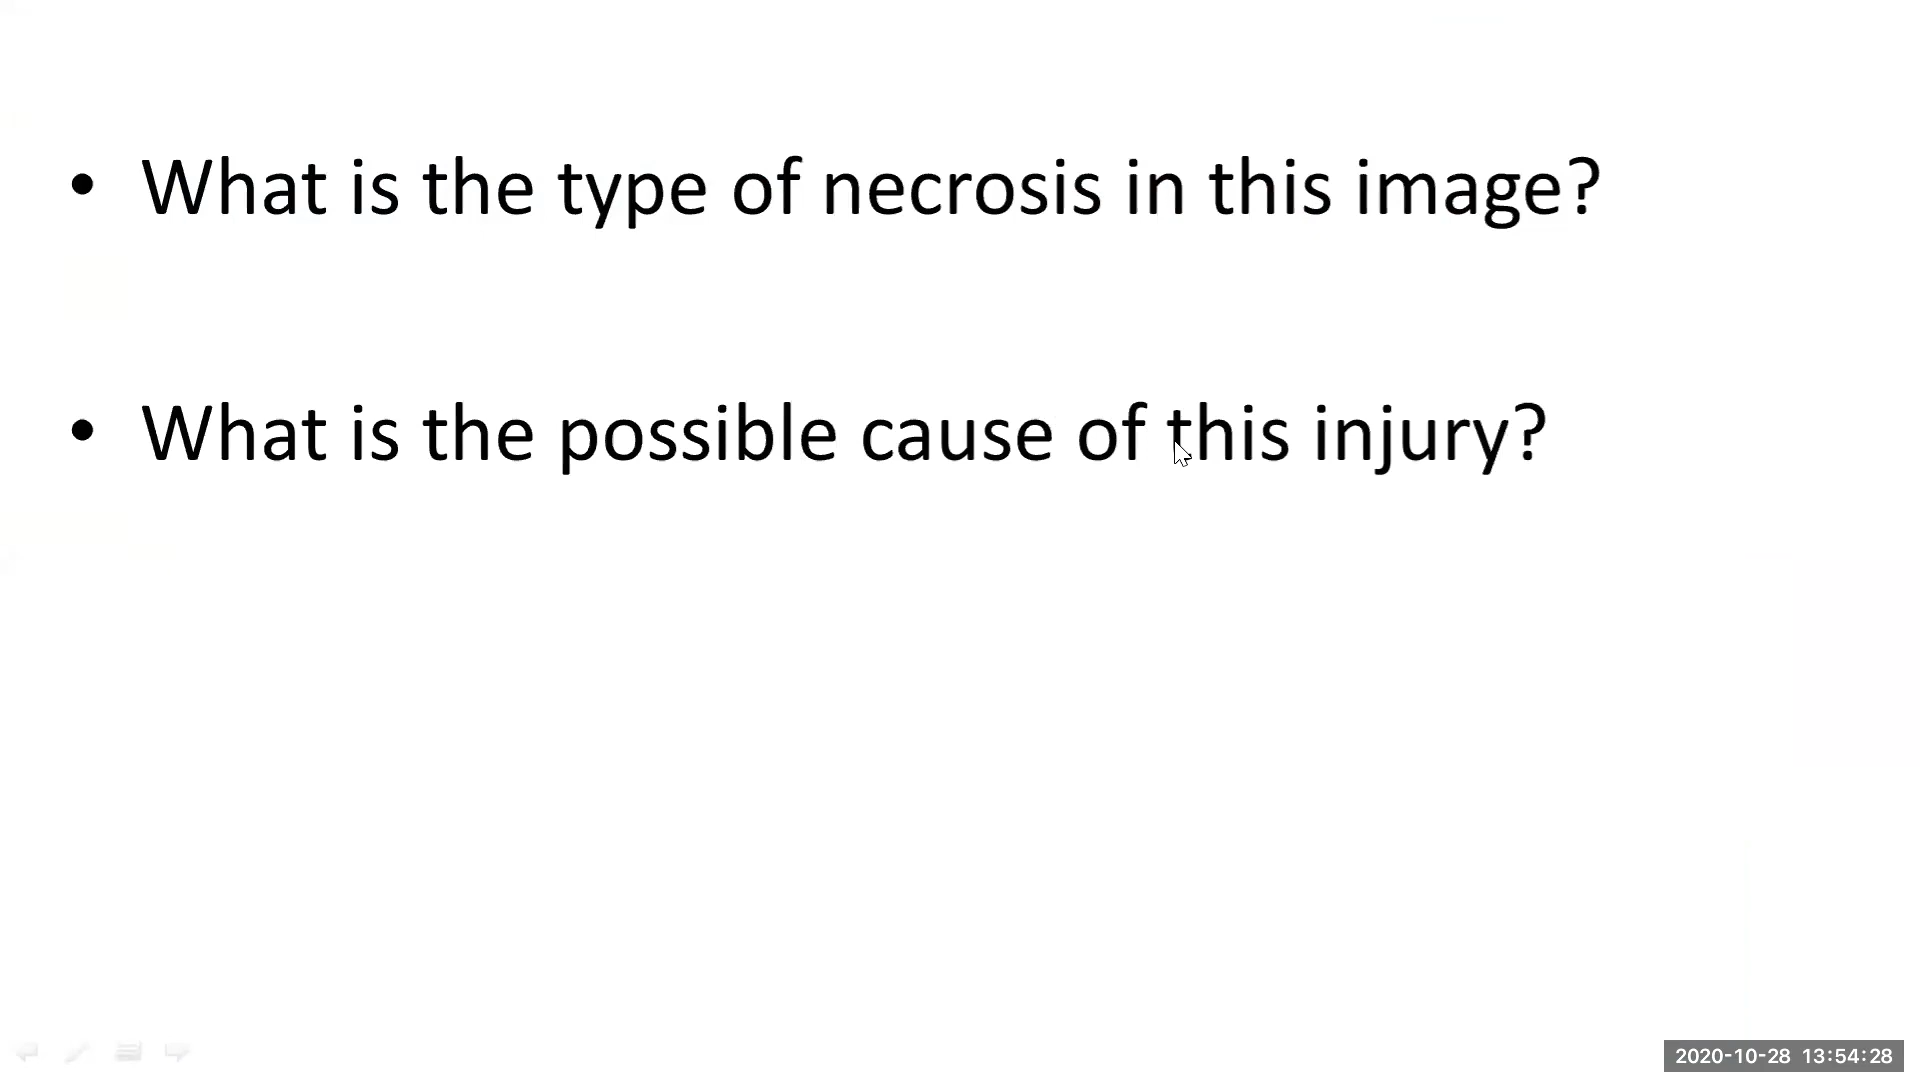 • What is the type of necrosis in this image?
• What is the possible cause of this injury?
2020-10-28 13:54:28